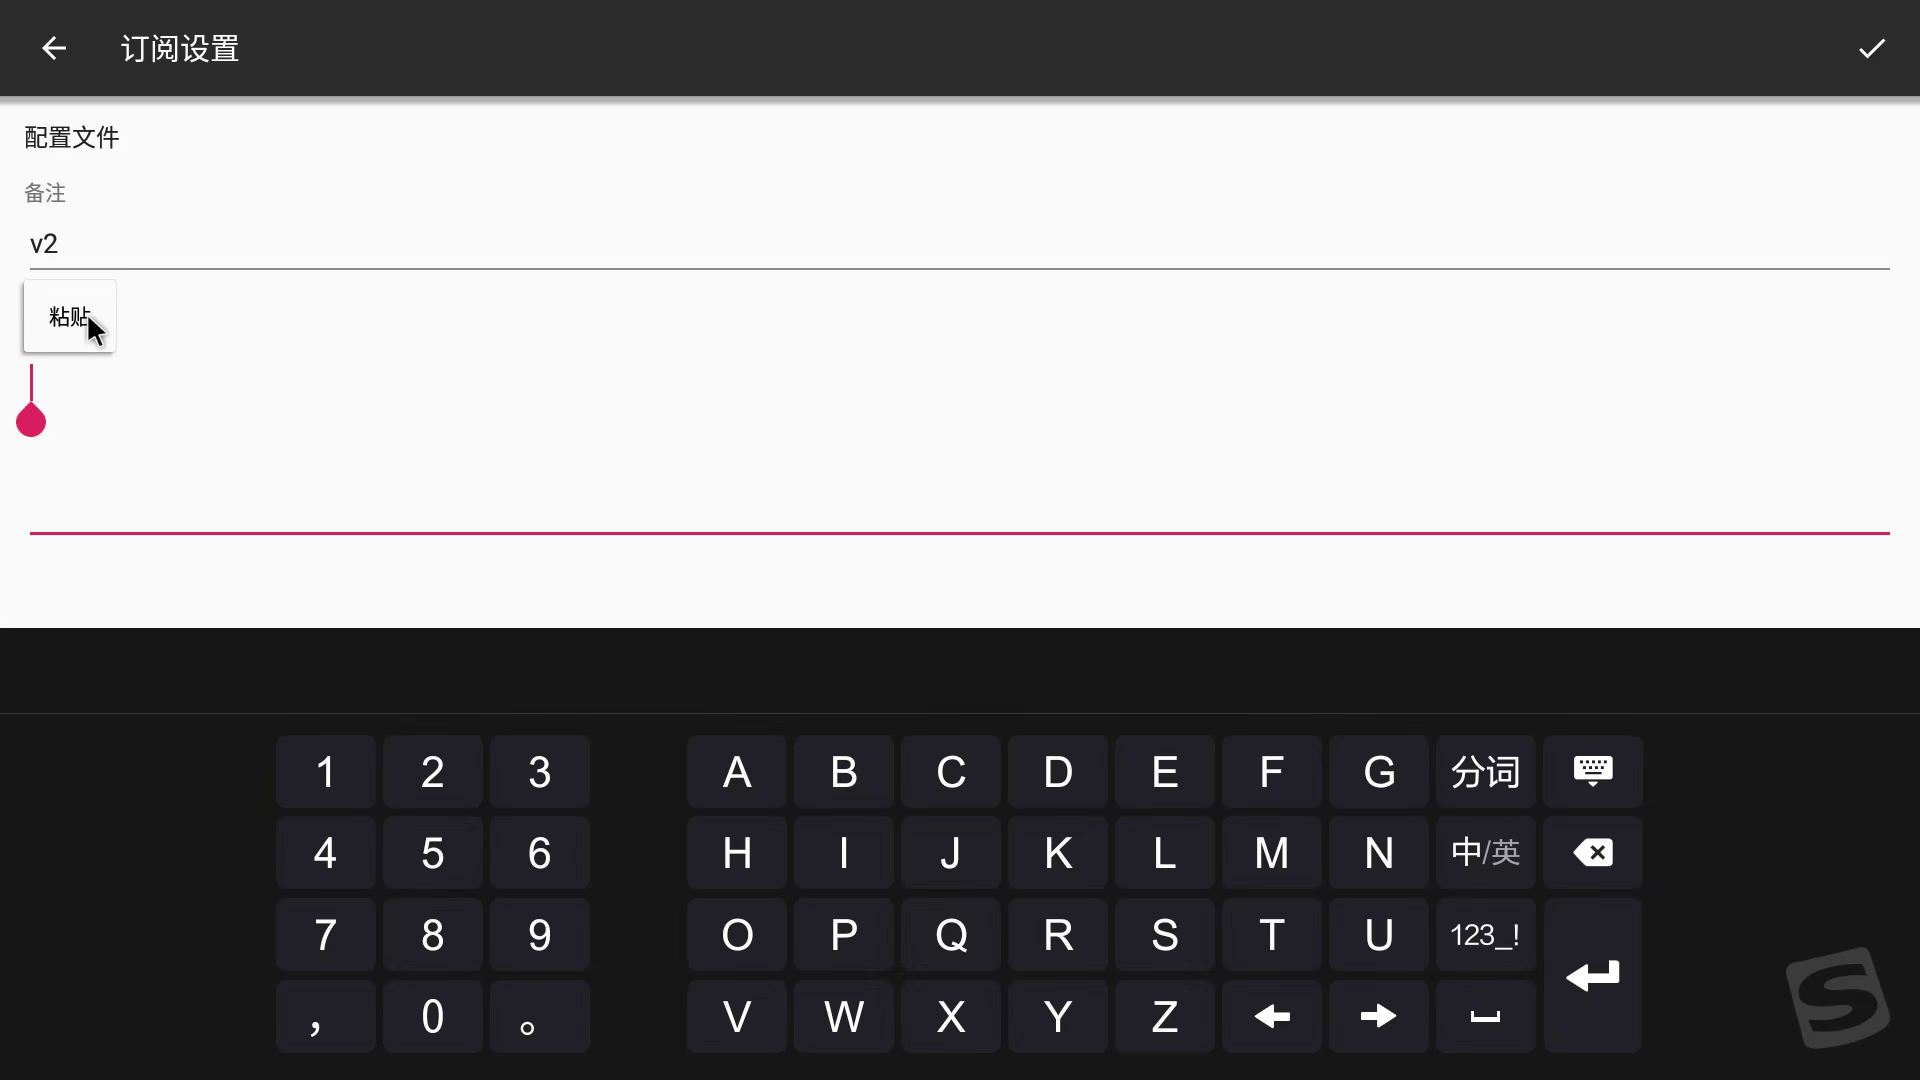 订阅设置
配置文件
备注
v2
粘贴
1 2 3 A B C D E F G 分词
4 5 6 H I J K L M N 中/英
7 8 9 O P Q R S T U 123_!
， 0 。 V W X Y Z